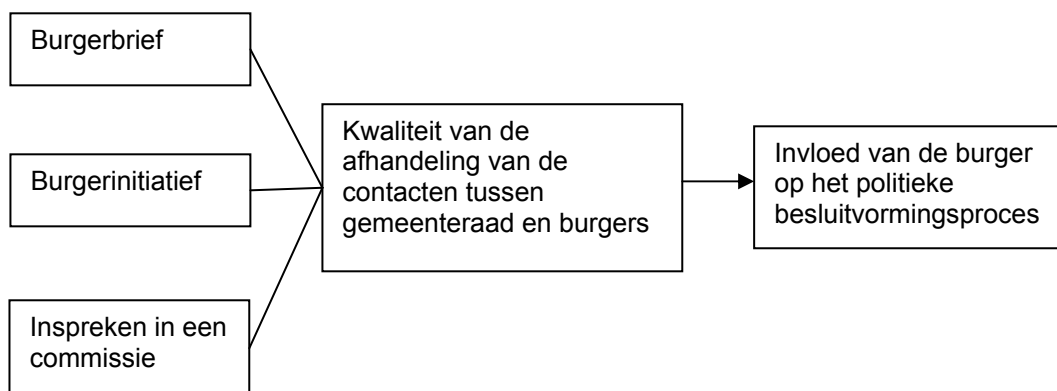 Burgerbrief
Burgerinitiatief
Inspreken in een
commissie
Kwaliteit van de
afhandeling van de
contacten tussen
gemeenteraad en burgers
Invloed van de burger
op het politieke
besluitvormingsproces